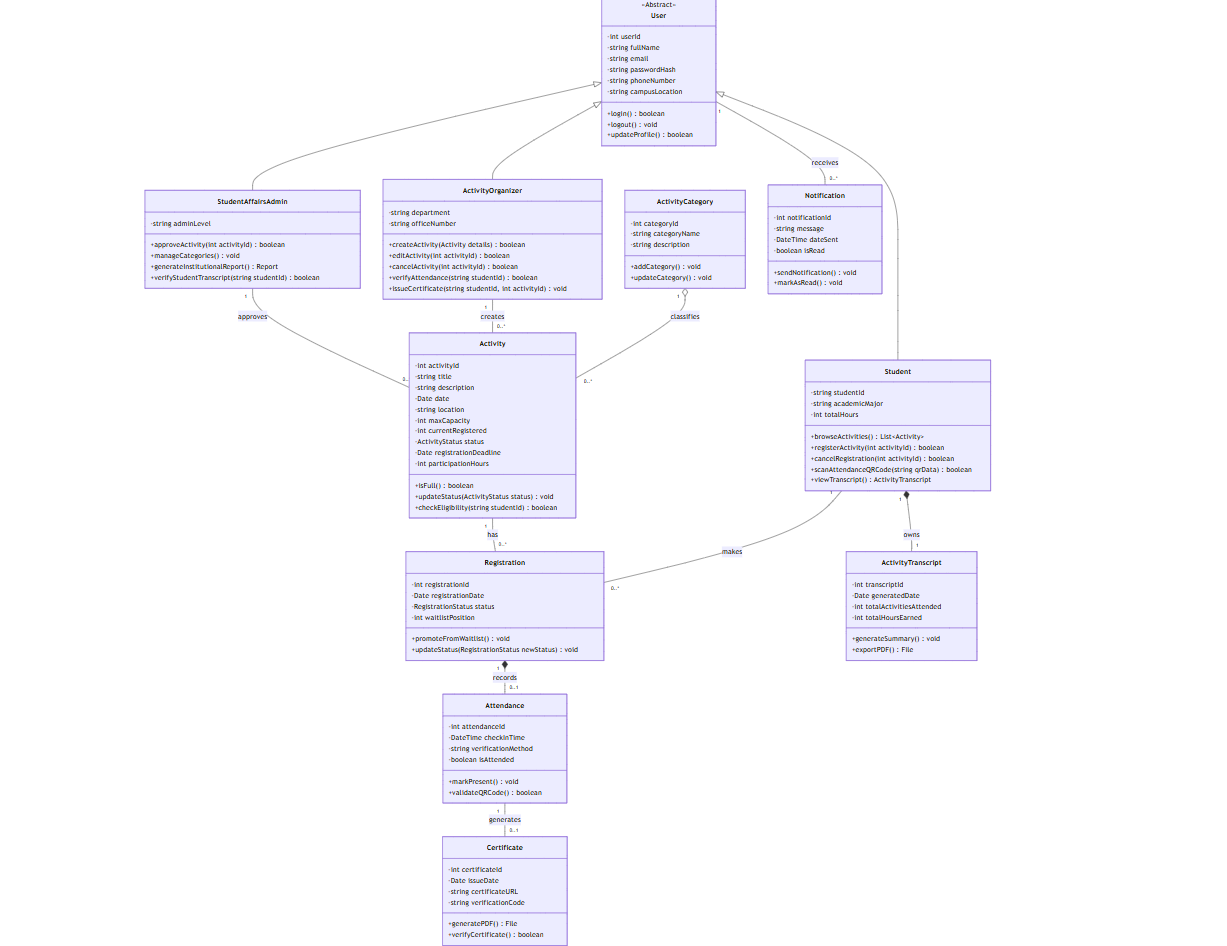 «Abstract»
User
-int userId
-string fullName
-string email
-string passwordHash
-string phoneNumber
-string campusLocation
+login() : boolean
+logout() : void
+updateProfile() : boolean
1
receives
0..*
StudentAffairsAdmin
-string adminLevel
+approveActivity(int activityId) : boolean
+manageCategories() : void
+generateInstitutionalReport() : Report
+verifyStudentTranscript(string studentId) : boolean
1
approves
0..
ActivityOrganizer
-string department
-string officeNumber
+createActivity(Activity details) : boolean
+editActivity(int activityId) : boolean
+cancelActivity(int activityId) : boolean
+verifyAttendance(string studentId) : boolean
+issueCertificate(string studentId, int activityId) : void
1
creates
0..*
ActivityCategory
-int categoryId
-string categoryName
-string description
+addCategory() : void
+updateCategory() : void
1
classifies
0..*
Notification
-int notificationId
-string message
-DateTime dateSent
-boolean isRead
+sendNotification() : void
+markAsRead() : void
Activity
-int activityId
-string title
-string description
-Date date
-string location
-int maxCapacity
-int currentRegistered
-ActivityStatus status
-Date registrationDeadline
-int participationHours
+isFull() : boolean
+updateStatus(ActivityStatus status) : void
+checkEligibility(string studentId) : boolean
1
has
0..*
Student
-string studentId
-string academicMajor
-int totalHours
+browseActivities() : List<Activity>
+registerActivity(int activityId) : boolean
+cancelRegistration(int activityId) : boolean
+scanAttendanceQRCode(string qrData) : boolean
+viewTranscript() : ActivityTranscript
1
makes
0..*
1
owns
1
Registration
-int registrationId
-Date registrationDate
-RegistrationStatus status
-int waitlistPosition
+promoteFromWaitlist() : void
+updateStatus(RegistrationStatus newStatus) : void
1
records
0..1
ActivityTranscript
-int transcriptId
-Date generatedDate
-int totalActivitiesAttended
-int totalHoursEarned
+generateSummary() : void
+exportPDF() : File
Attendance
-int attendanceId
-DateTime checkInTime
-string verificationMethod
-boolean isAttended
+markPresent() : void
+validateQRCode() : boolean
1
generates
0..1
Certificate
-int certificateId
-Date issueDate
-string certificateURL
-string verificationCode
+generatePDF() : File
+verifyCertificate() : boolean